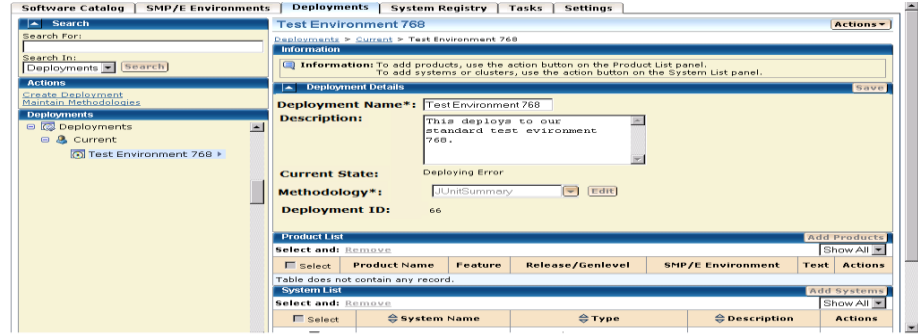 Software Catalog | SMP/E Environments | Deployments | System Registry | Tasks | Settings
Search
Search For:
Search In:
Deployments Search
Actions
Create Deployment
Maintain Methodologies
Deployments
Deployments
Current
Test Environment 768
Test Environment 768 Actions
Deployments > Current > Test Environment 768
Information
Information: To add products, use the action button on the Product List panel.
To add systems or clusters, use the action button on the System List panel.
Deployment Details Save
Deployment Name*: Test Environment 768
Description: This deploys to our
standard test evironment
768.
Current State: Deploying Error
Methodology*: JUnitSummary Edit
Deployment ID: 66
Product List Add Products
Select and: Remove Show All
Select Product Name Feature Release/Genlevel SMP/E Environment Text Actions
Table does not contain any record.
System List Add Systems
Select and: Remove Show All
Select System Name Type Description Actions